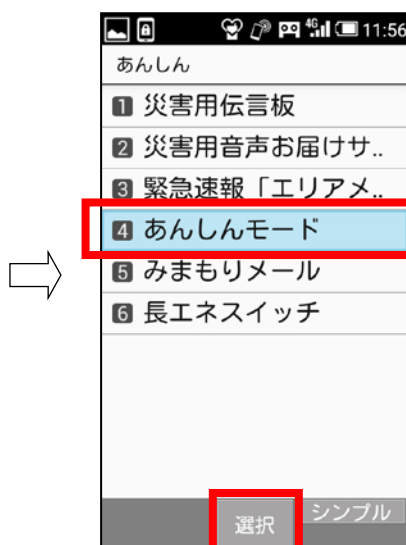 4G 11:56
あんしん
1 災害用伝言板
2 災害用音声お届けサ..
3 緊急速報「エリアメ..
4 あんしんモード
5 みまもりメール
6 長エネスイッチ
選択 シンプル